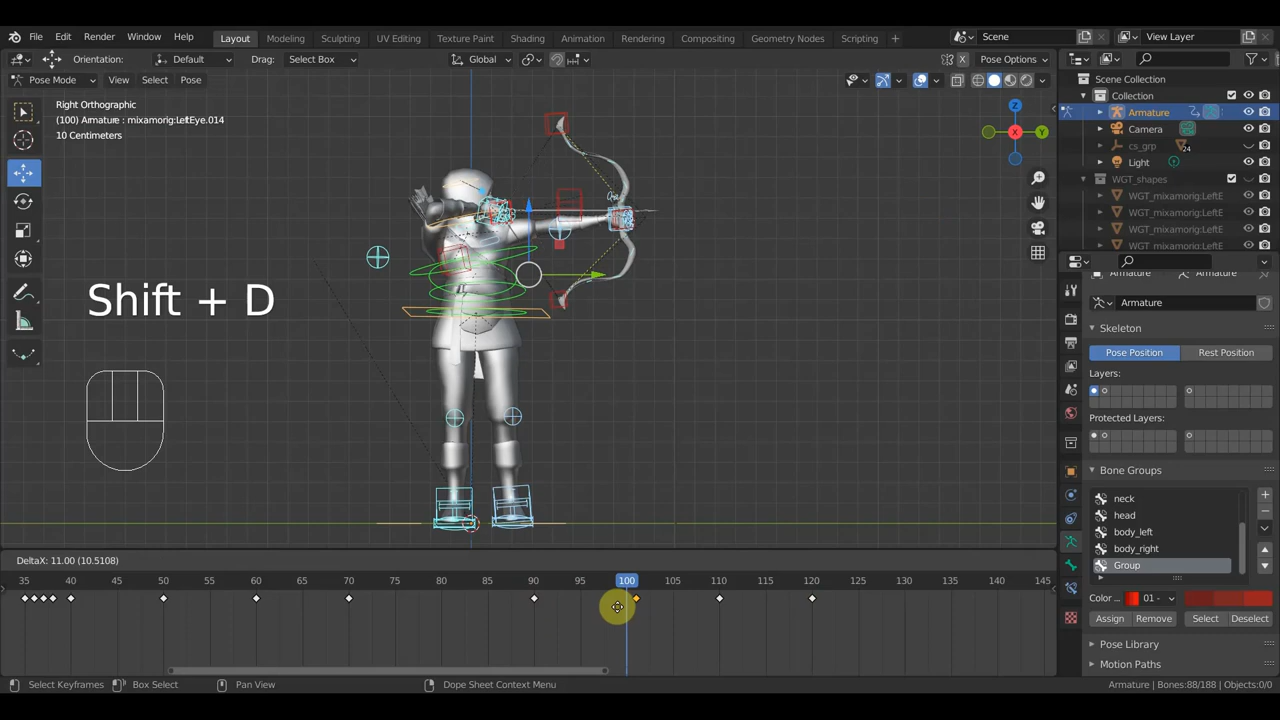 File Edit Render Window Help Layout Modeling Sculpting UV Editing Texture Paint Shading Animation Rendering Compositing Geometry Nodes Scripting + Scene View Layer
Orientation: Default Drag: Select Box Global X Pose Options
Pose Mode View Select Pose
Right Orthographic
(100) Armature : mixamorig:LeftEye.014
10 Centimeters
Z
X
Y
Shift + D
Scene Collection
Collection
Armature
Camera
cs_grp 24
Light
WGT_shapes
WGT_mixamorig:LeftE
WGT_mixamorig:LeftE
WGT_mixamorig:LeftE
WGT_mixamorig:LeftE
Armature Armature
Armature
Skeleton
Pose Position Rest Position
Layers:
Protected Layers:
Bone Groups
neck
head
body_left
body_right
Group
Color ... 01 -
Assign Remove Select Deselect
Pose Library
Motion Paths
DeltaX: 11.00 (10.5108)
35 40 45 50 55 60 65 70 75 80 85 90 95 100 105 110 115 120 125 130 135 140 145
Select Keyframes Box Select Pan View Dope Sheet Context Menu Armature | Bones:88/188 | Objects:0/0